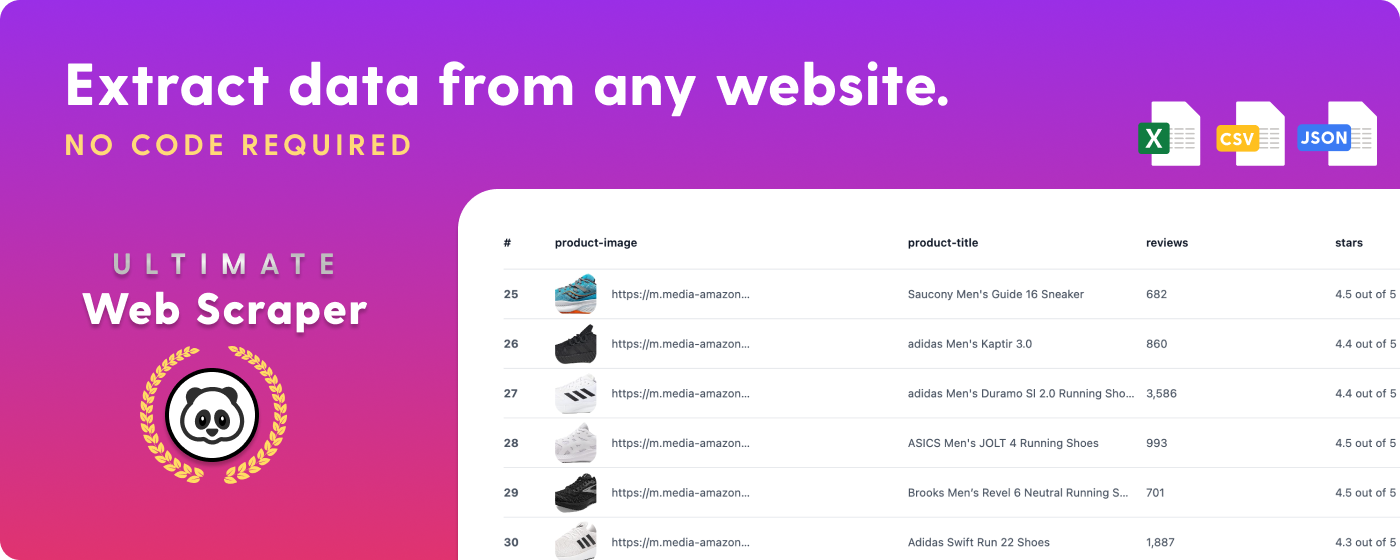 Extract data from any website.
NO CODE REQUIRED
X CSV JSON
ULTIMATE
Web Scraper
# product-image product-title reviews stars
25 https://m.media-amazon... Saucony Men's Guide 16 Sneaker 682 4.5 out of 5
26 https://m.media-amazon... adidas Men's Kaptir 3.0 860 4.4 out of 5
27 https://m.media-amazon... adidas Men's Duramo Sl 2.0 Running Sho... 3,586 4.4 out of 5
28 https://m.media-amazon... ASICS Men's JOLT 4 Running Shoes 993 4.5 out of 5
29 https://m.media-amazon... Brooks Men's Revel 6 Neutral Running S... 701 4.5 out of 5
30 https://m.media-amazon... Adidas Swift Run 22 Shoes 1,887 4.3 out of 5